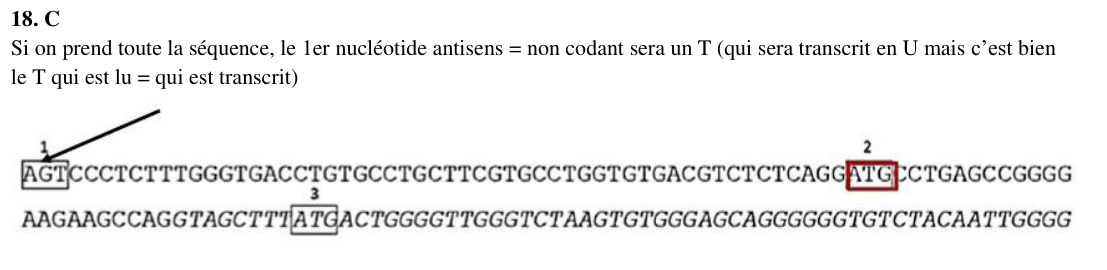 18. C
Si on prend toute la séquence, le 1er nucléotide antisens = non codant sera un T (qui sera transcrit en U mais c’est bien
le T qui est lu = qui est transcrit)
1 2
AGTCCCTCTTTGGGTGACCTGTGCCTGCTTCGTGCCTGGTGTGACGTCTCTCAGGATGCCTGAGCCGGGG
3
AAGAAGCCAGGTAGCTTTATGACTGGGGTTGGGTCTAAGTGTGGGAGCAGGGGGGTGTCTACAATTGGGG